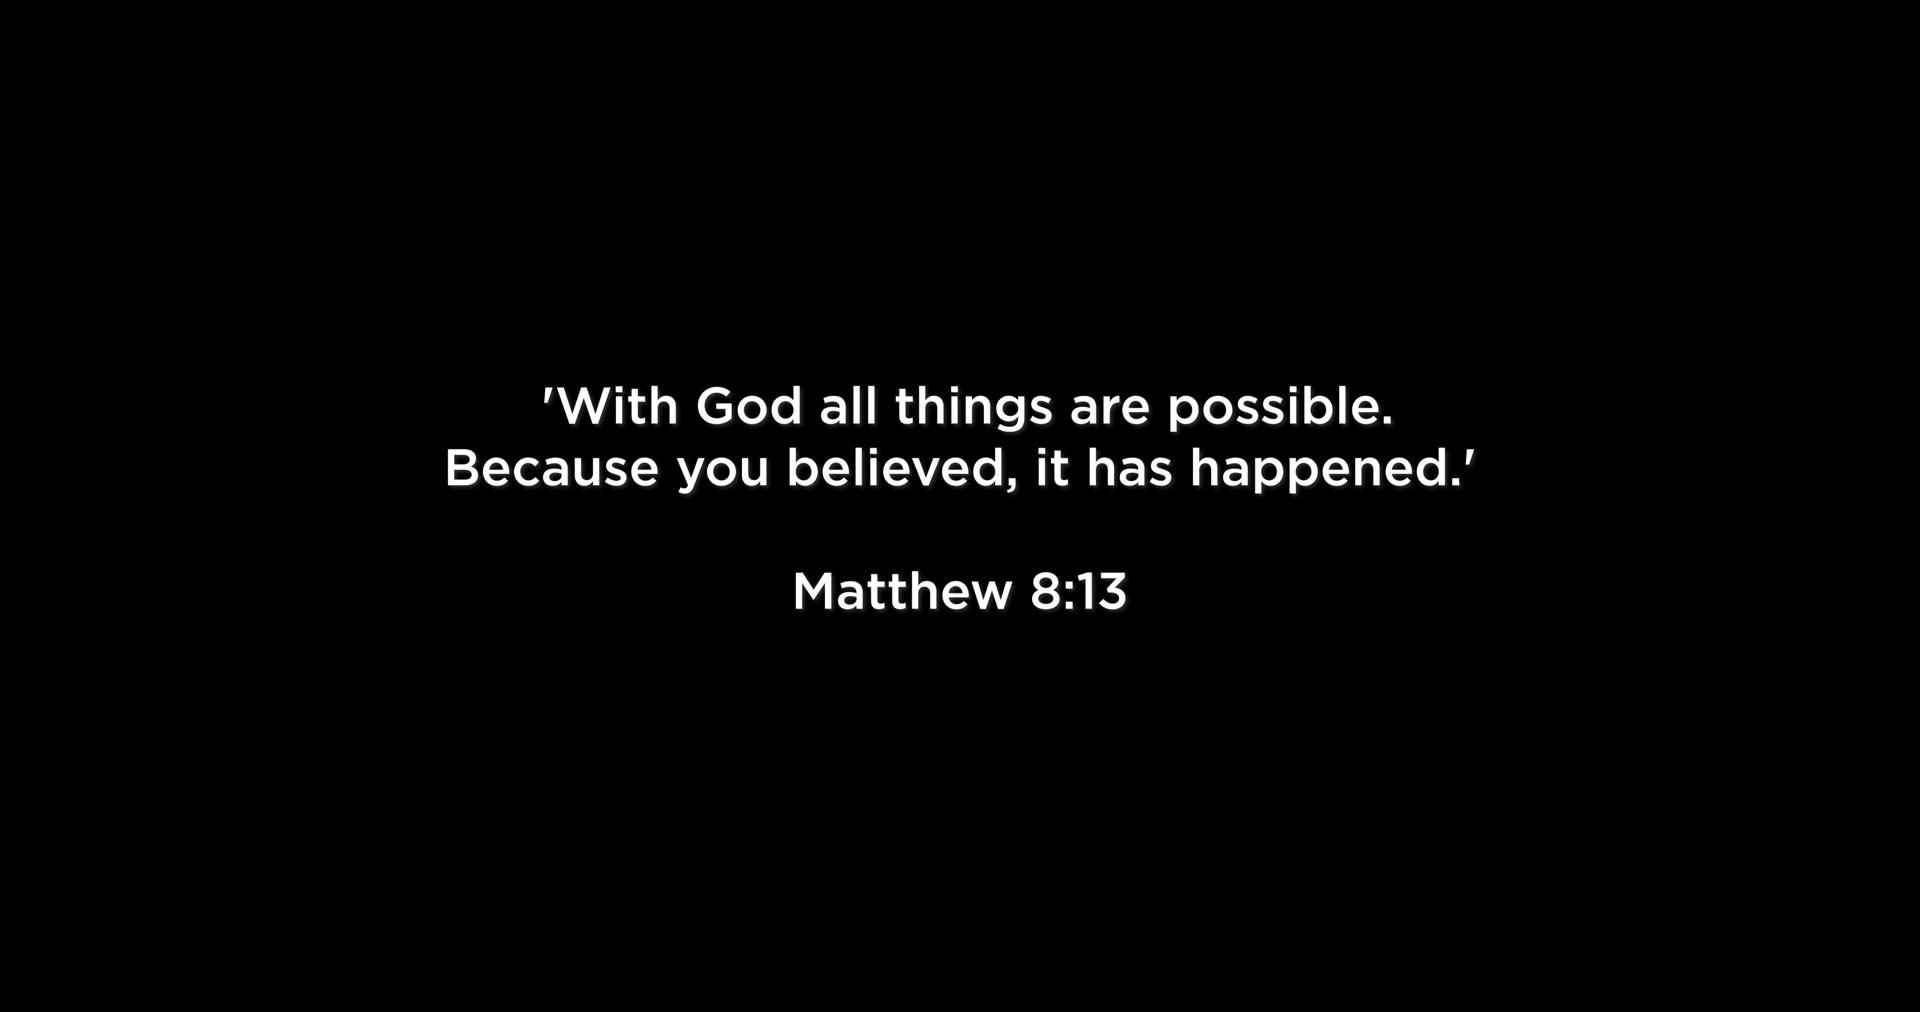 'With God all things are possible.
Because you believed, it has happened.'
Matthew 8:13